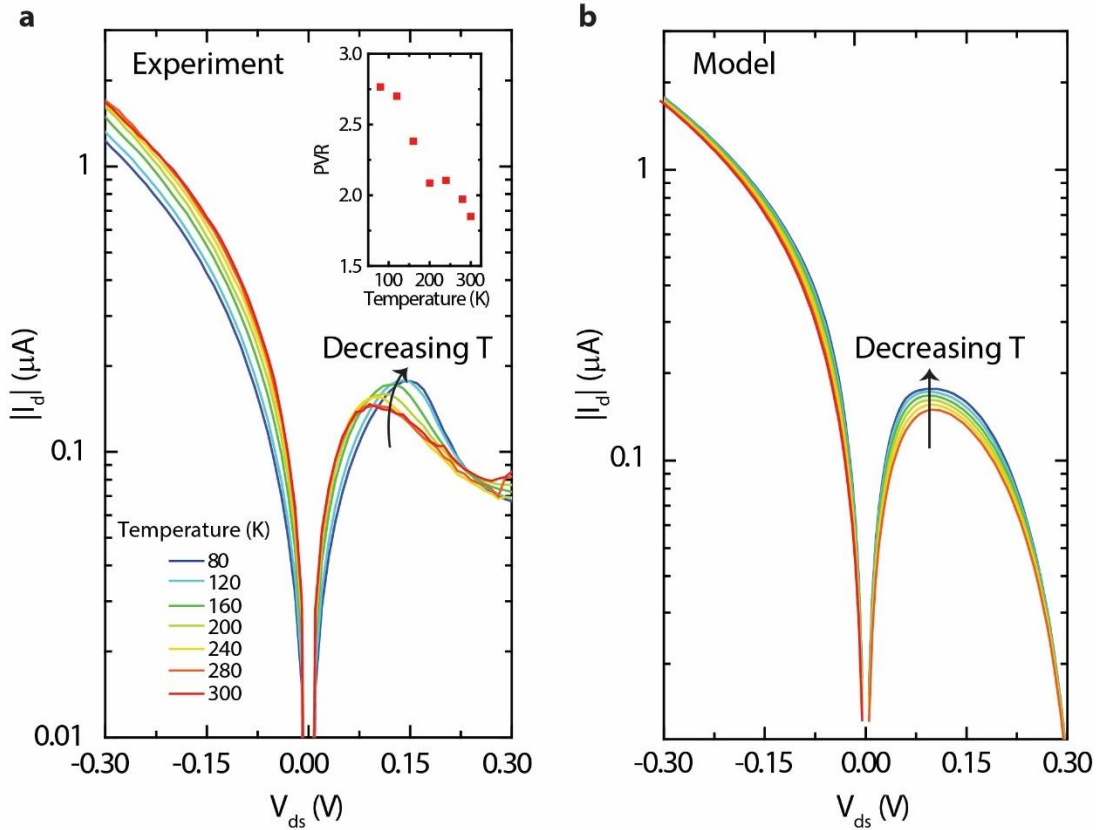 a
Experiment
3.0
2.5
2.0
1.5
PVR
100 200 300
Temperature (K)
Decreasing T
1
0.1
0.01
|I_d| (μA)
Temperature (K)
80
120
160
200
240
280
300
-0.30 -0.15 0.00 0.15 0.30
V_ds (V)
b
Model
Decreasing T
1
0.1
|I_d| (μA)
-0.30 -0.15 0.00 0.15 0.30
V_ds (V)